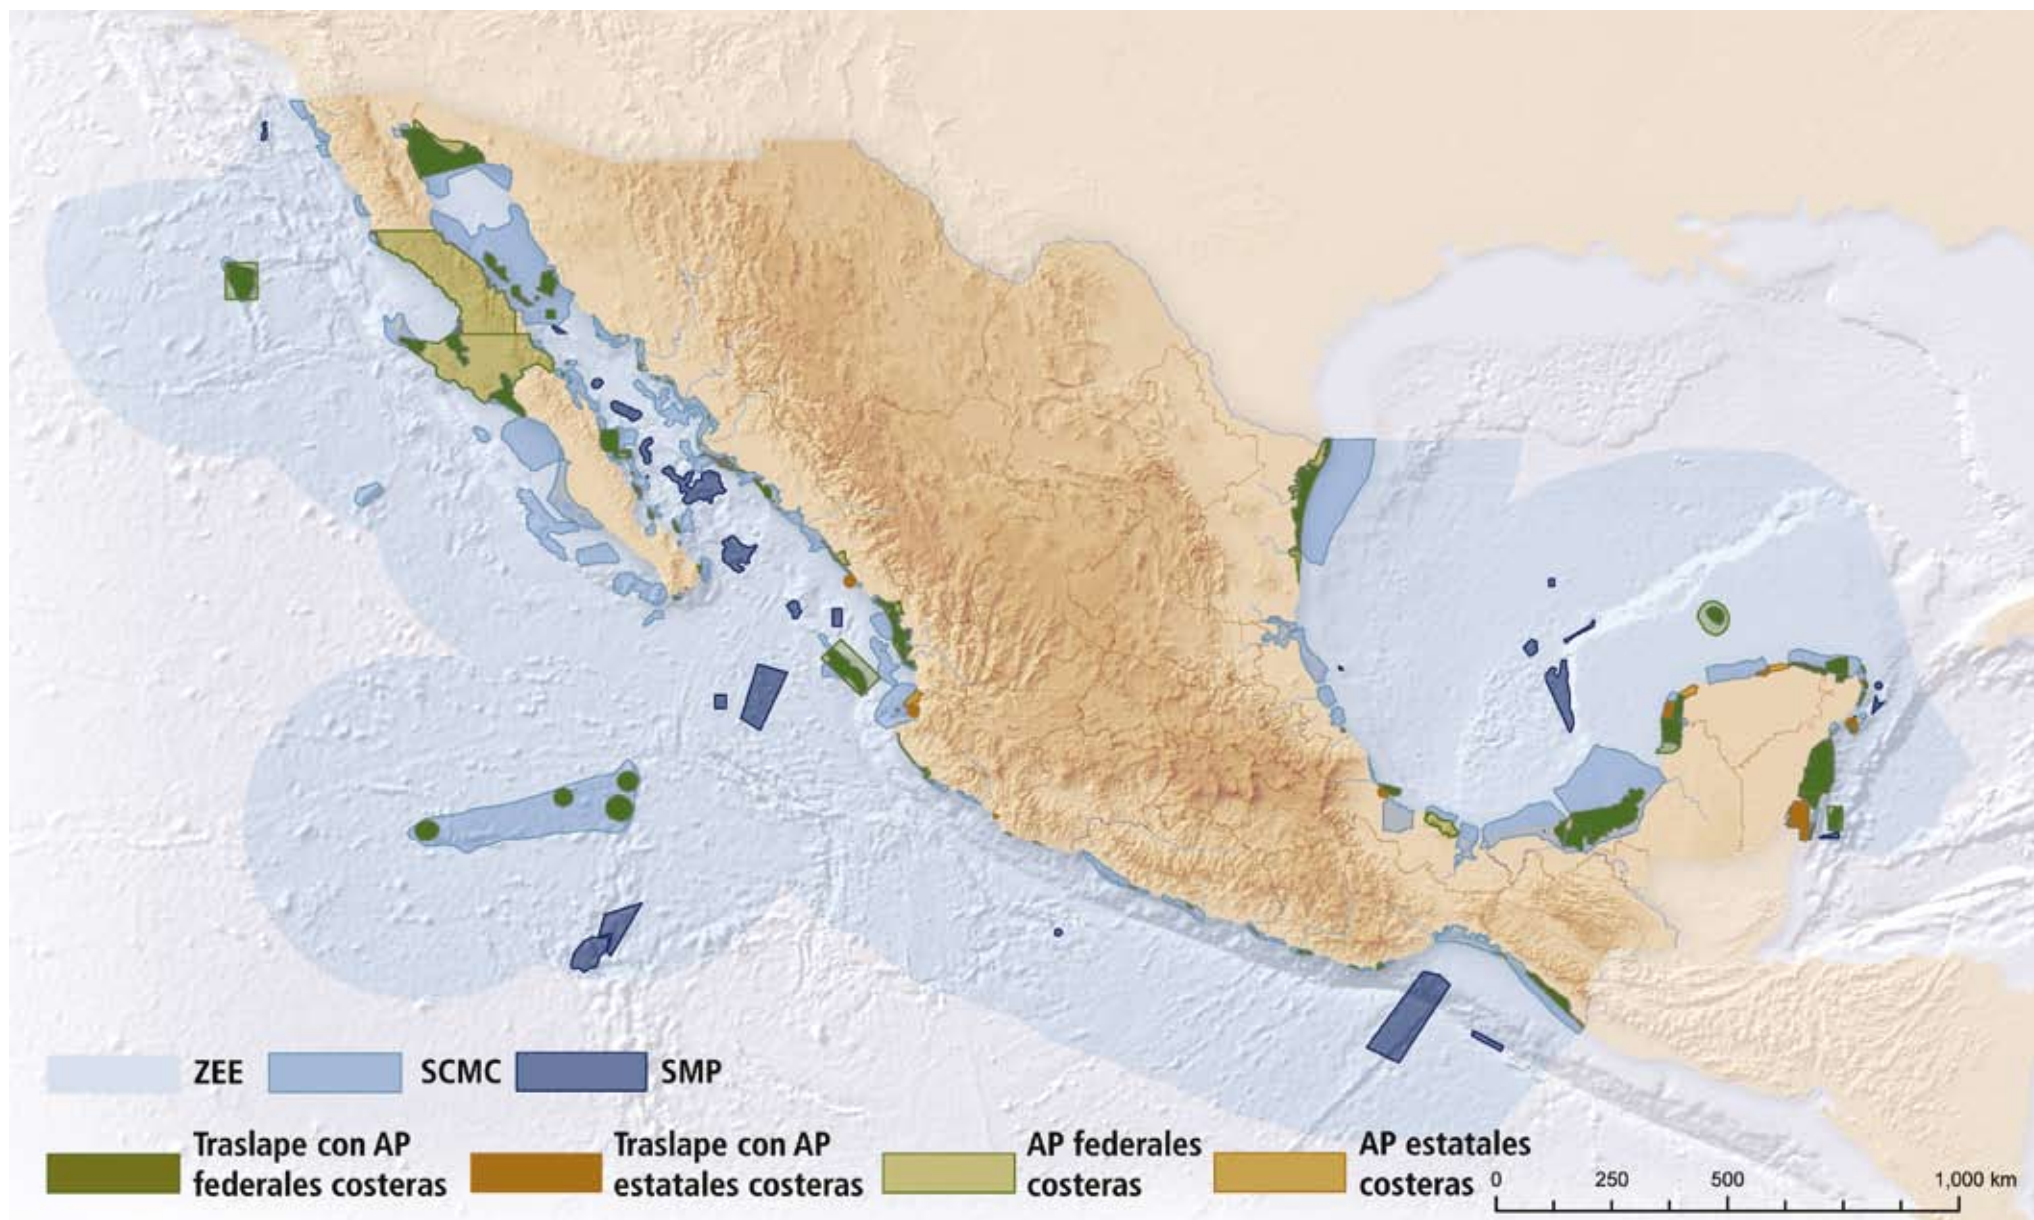 ZEE
SCMC
SMP
Traslape con AP
federales costeras
Traslape con AP
estatales costeras
AP federales
costeras
AP estatales
costeras
0 250 500 1,000 km